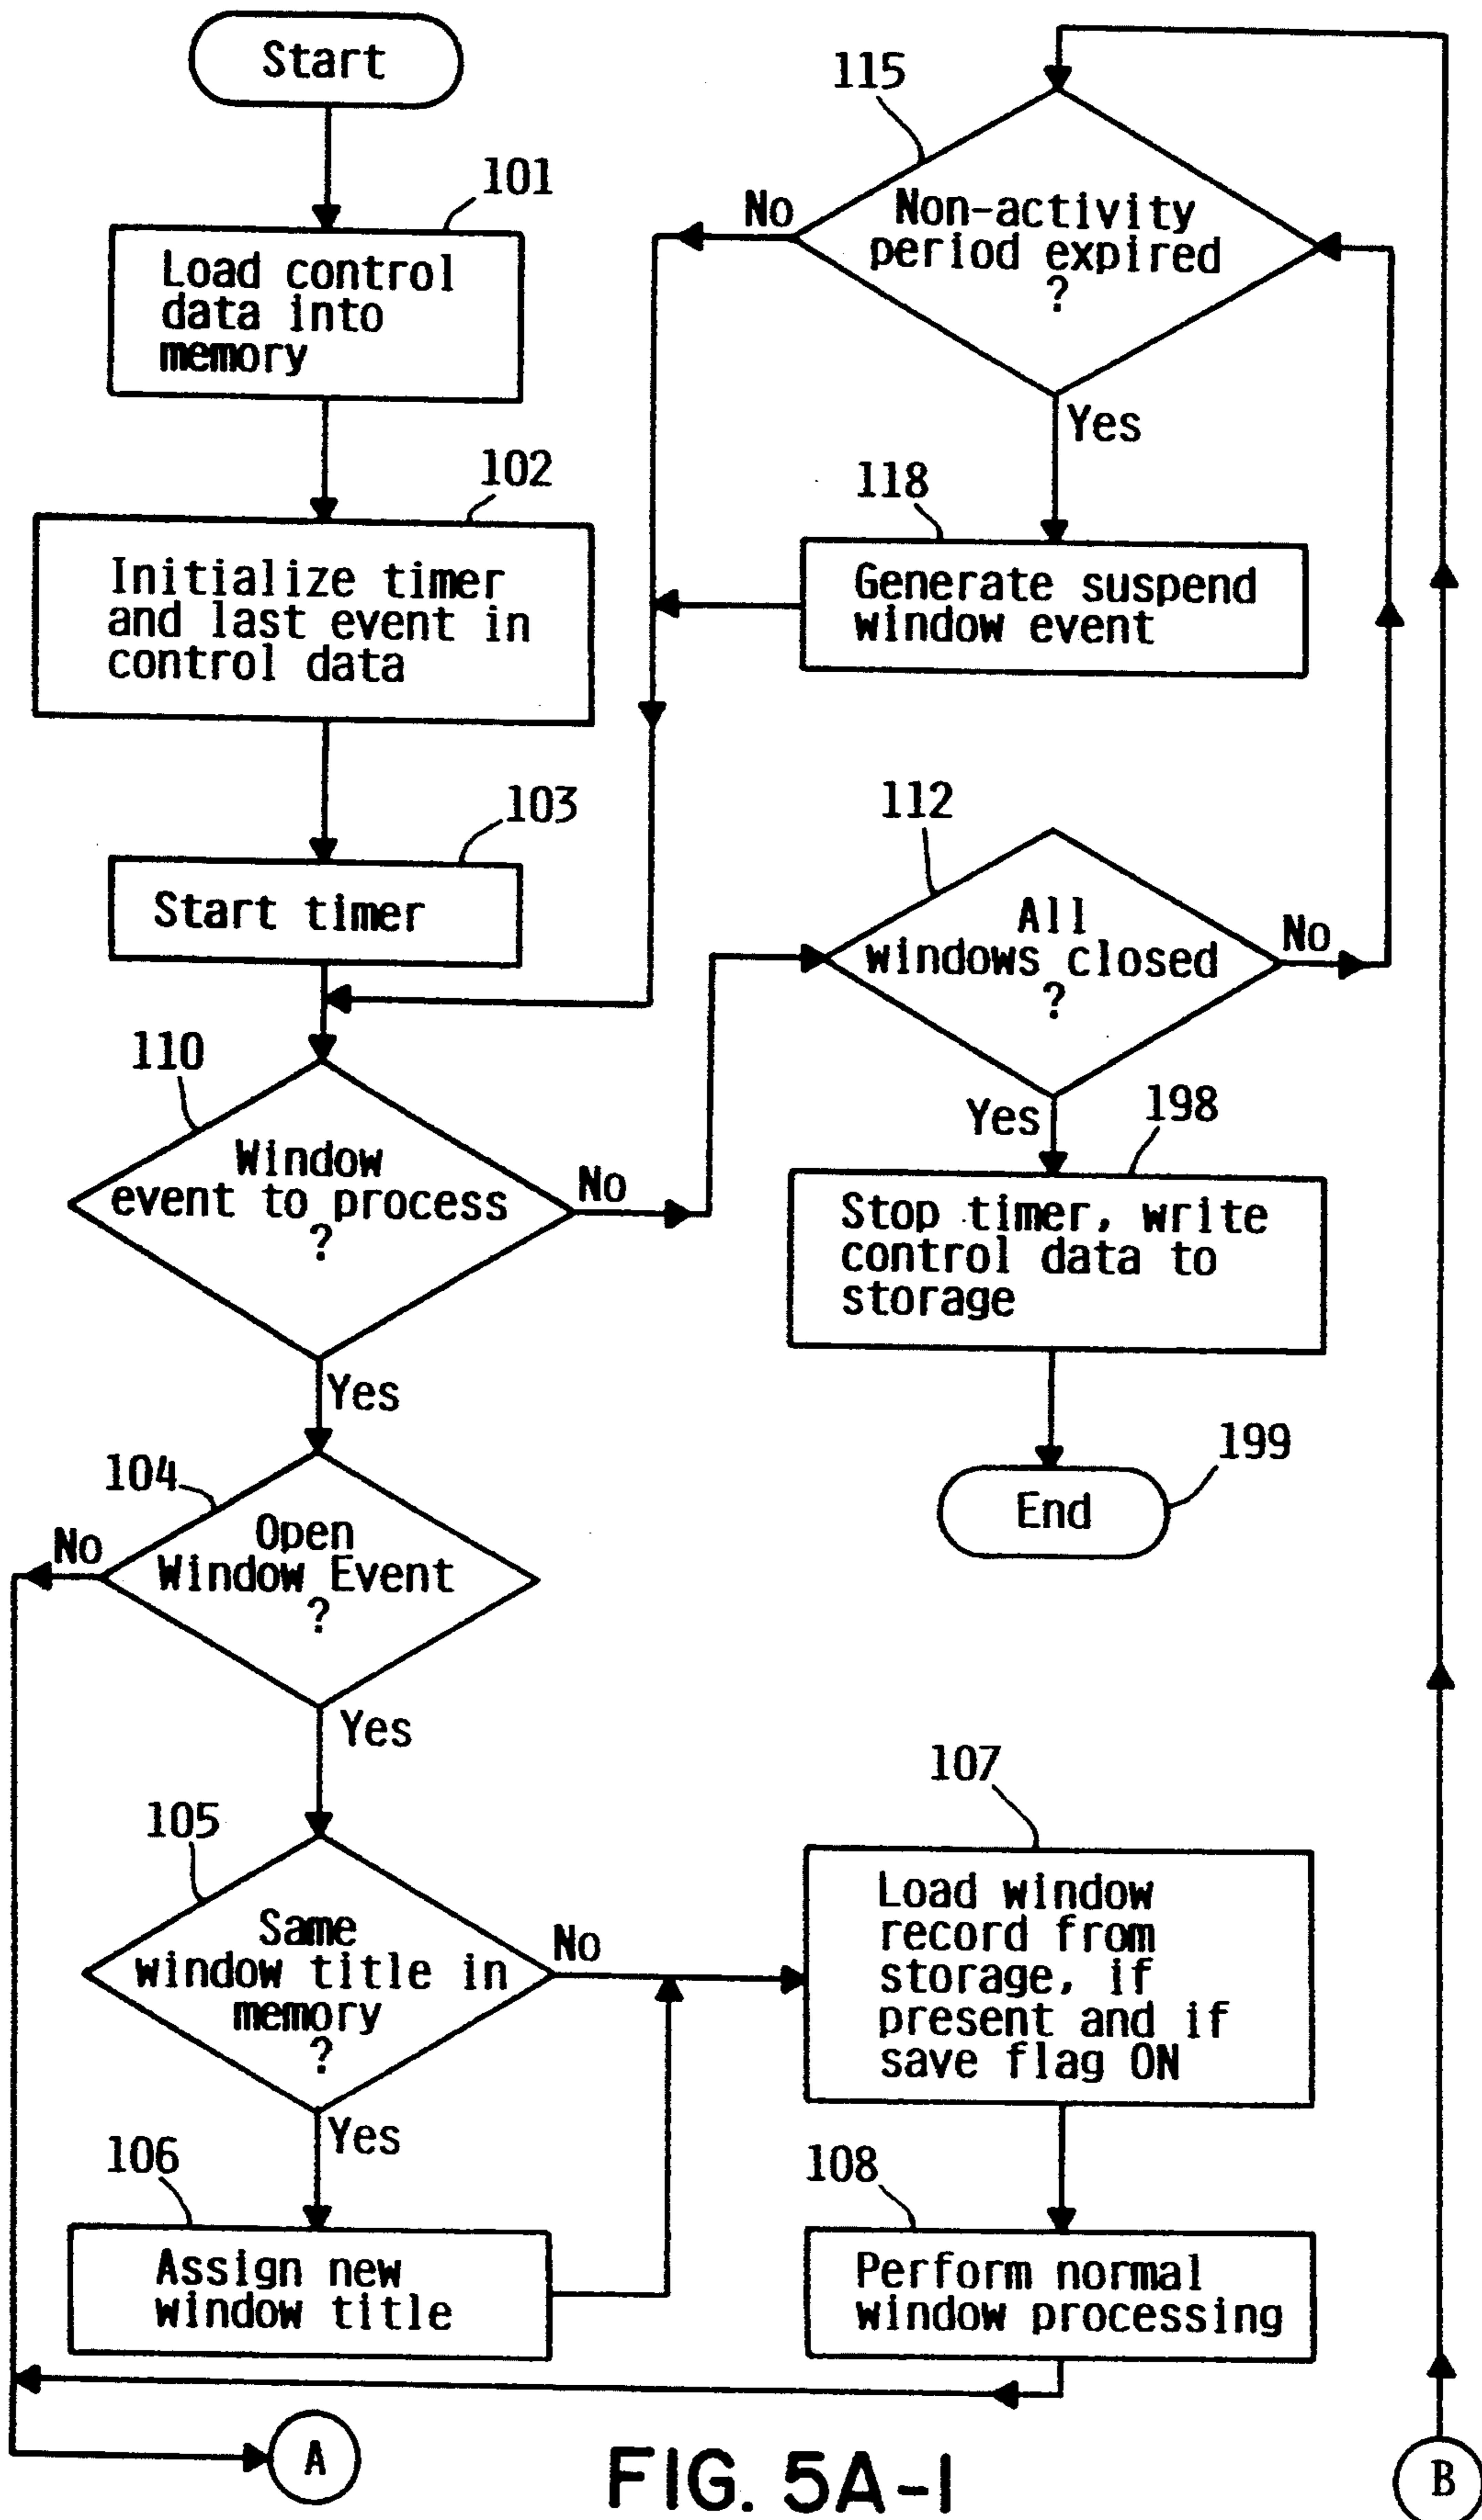 Start
101
Load control
data into
memory
102
Initialize timer
and last event in
control data
103
Start timer
110
Window
event to process
?
No
Yes
104
Open
Window Event
?
No
Yes
105
Same
window title in
memory
?
No
Yes
106
Assign new
window title
A
115
Non-activity
period expired
?
No
Yes
118
Generate suspend
window event
112
All
windows closed
?
No
Yes
198
Stop timer, write
control data to
storage
199
End
107
Load window
record from
storage, if
present and if
save flag ON
108
Perform normal
window processing
B
FIG. 5A-1